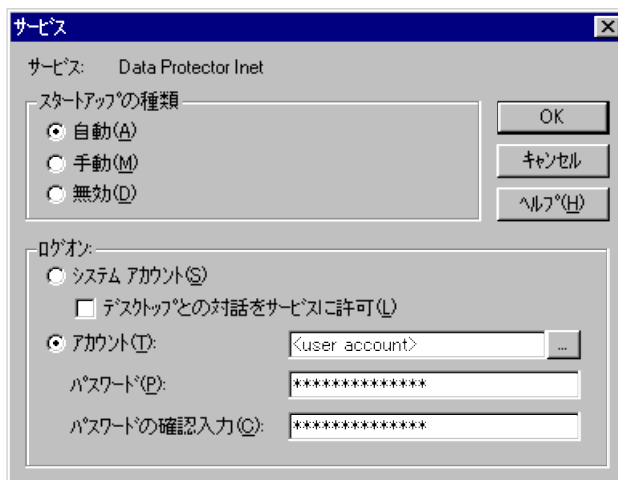 サービス
サービス: Data Protector Inet
スタートアップの種類
自動(A)
手動(M)
無効(D)
OK
キャンセル
ヘルプ(H)
ログオン:
システム アカウント(S)
デスクトップとの対話をサービスに許可(L)
アカウント(T): <user account> ...
パスワード(P): **************
パスワードの確認入力(C): **************